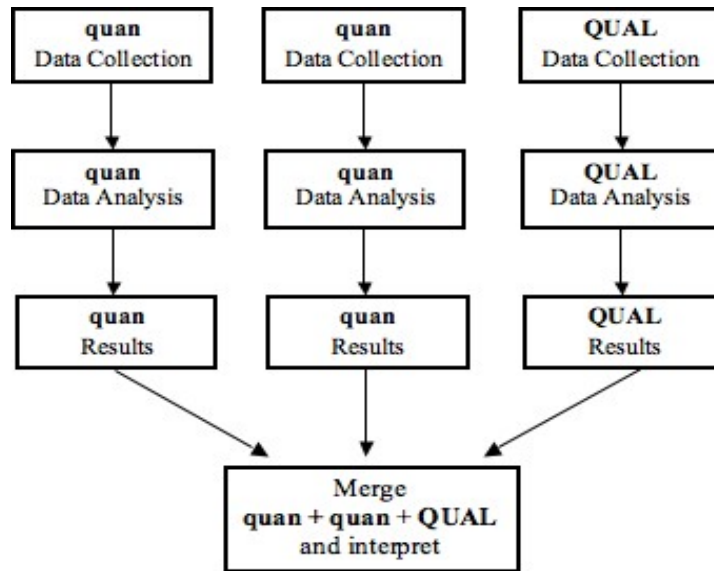 quan
Data Collection
quan
Data Collection
QUAL
Data Collection
quan
Data Analysis
quan
Data Analysis
QUAL
Data Analysis
quan
Results
quan
Results
QUAL
Results
Merge
quan + quan + QUAL
and interpret